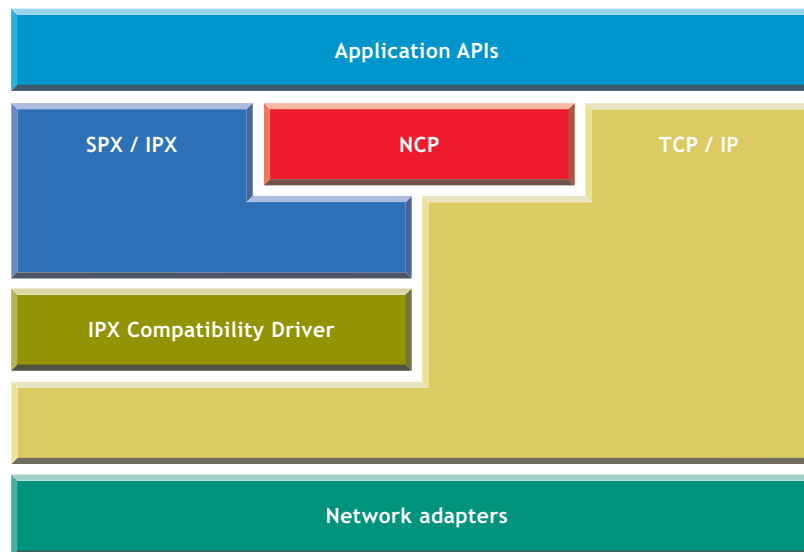 Application APIs
SPX / IPX
NCP
TCP / IP
IPX Compatibility Driver
Network adapters